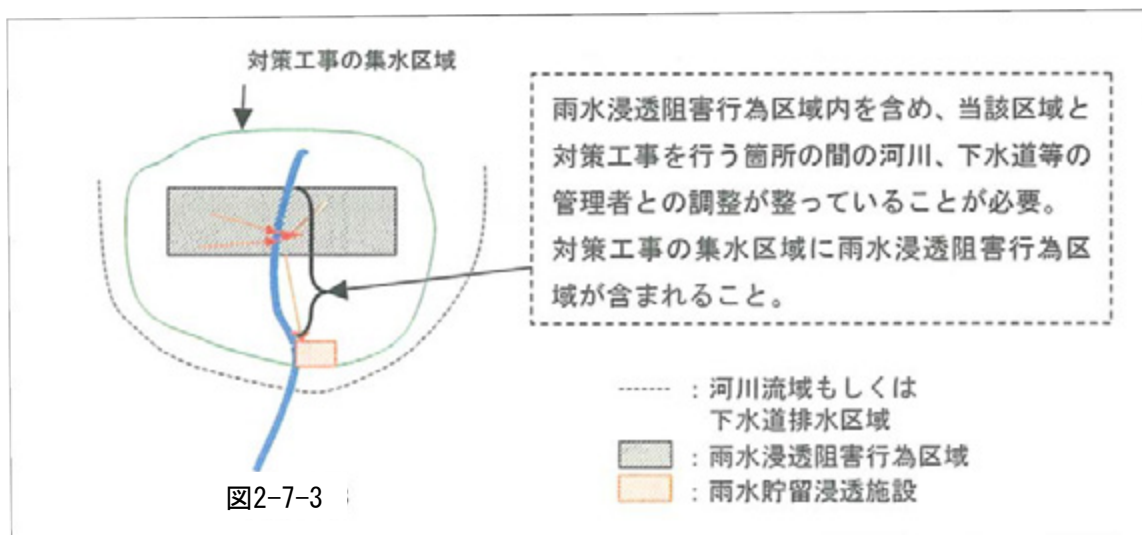 対策工事の集水区域
雨水浸透阻害行為区域内を含め、当該区域と
対策工事を行う箇所の間の河川、下水道等の
管理者との調整が整っていることが必要。
対策工事の集水区域に雨水浸透阻害行為区
域が含まれること。
：河川流域もしくは
下水道排水区域
：雨水浸透阻害行為区域
：雨水貯留浸透施設
図2-7-3